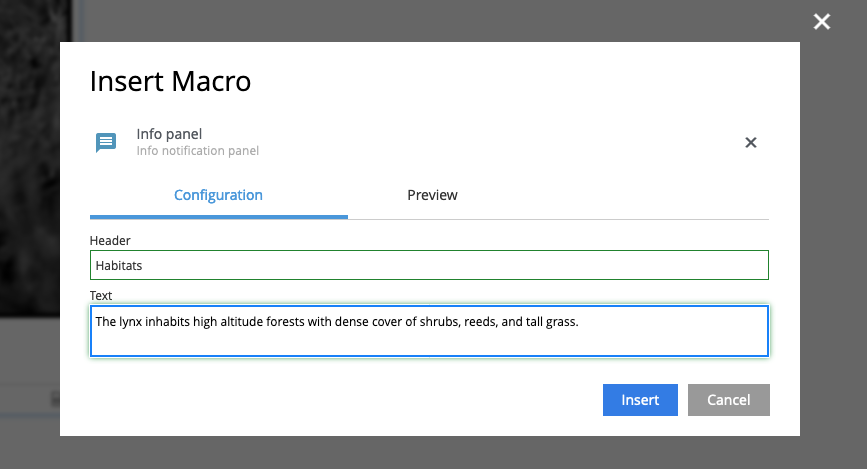 Insert Macro
Info panel
Info notification panel
Configuration Preview
Header
Habitats
Text
The lynx inhabits high altitude forests with dense cover of shrubs, reeds, and tall grass.
Insert Cancel